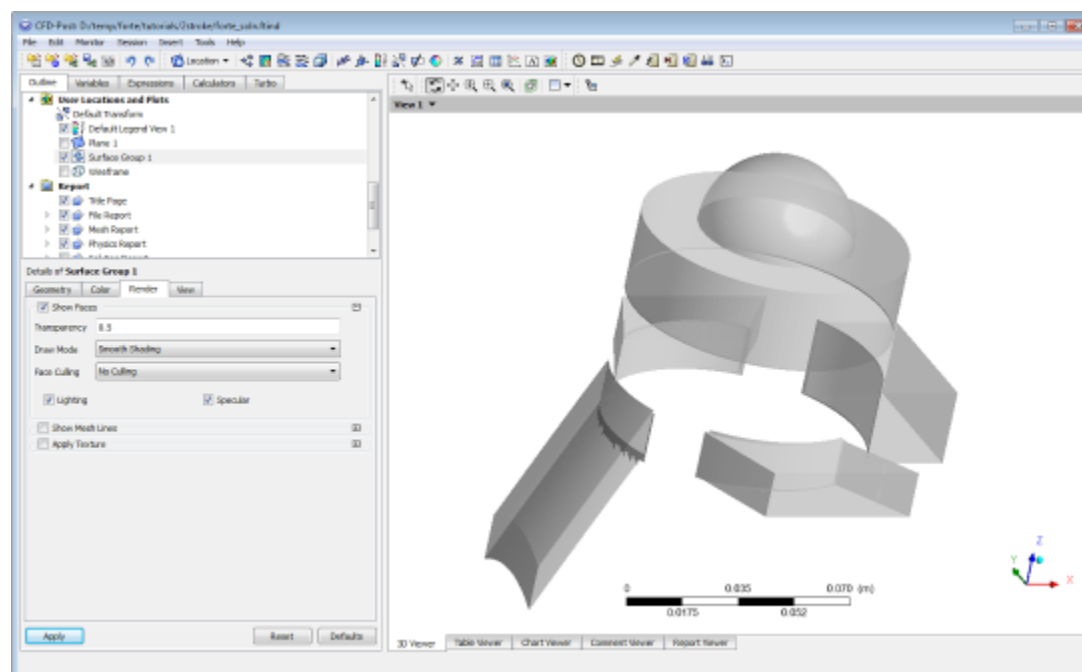 CFD-Post: D:/temp/forte/tutorials/2stroke/forte_soln.ftind
File Edit Monitor Session Insert Tools Help
Location
Outline Variables Expressions Calculators Turbo
User Locations and Plots
Default Transform
Default Legend View 1
Plane 1
Surface Group 1
Wireframe
Report
Title Page
File Report
Mesh Report
Physics Report
Details of Surface Group 1
Geometry Color Render View
Show Faces
Transparency 0.5
Draw Mode Smooth Shading
Face Culling No Culling
Lighting Specular
Show Mesh Lines
Apply Texture
Apply Reset Defaults
View 1
0 0.035 0.070 (m)
0.0175 0.052
Z
Y
X
3D Viewer Table Viewer Chart Viewer Comment Viewer Report Viewer